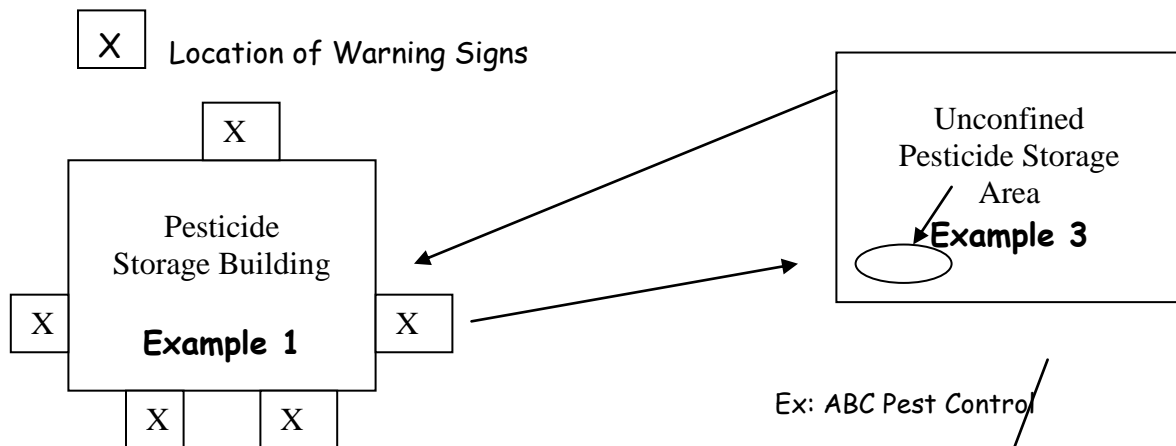 X Location of Warning Signs
X
Pesticide
Storage Building
X
X
Example 1
X
X
Unconfined
Pesticide Storage
Area
Example 3
Ex: ABC Pest Control